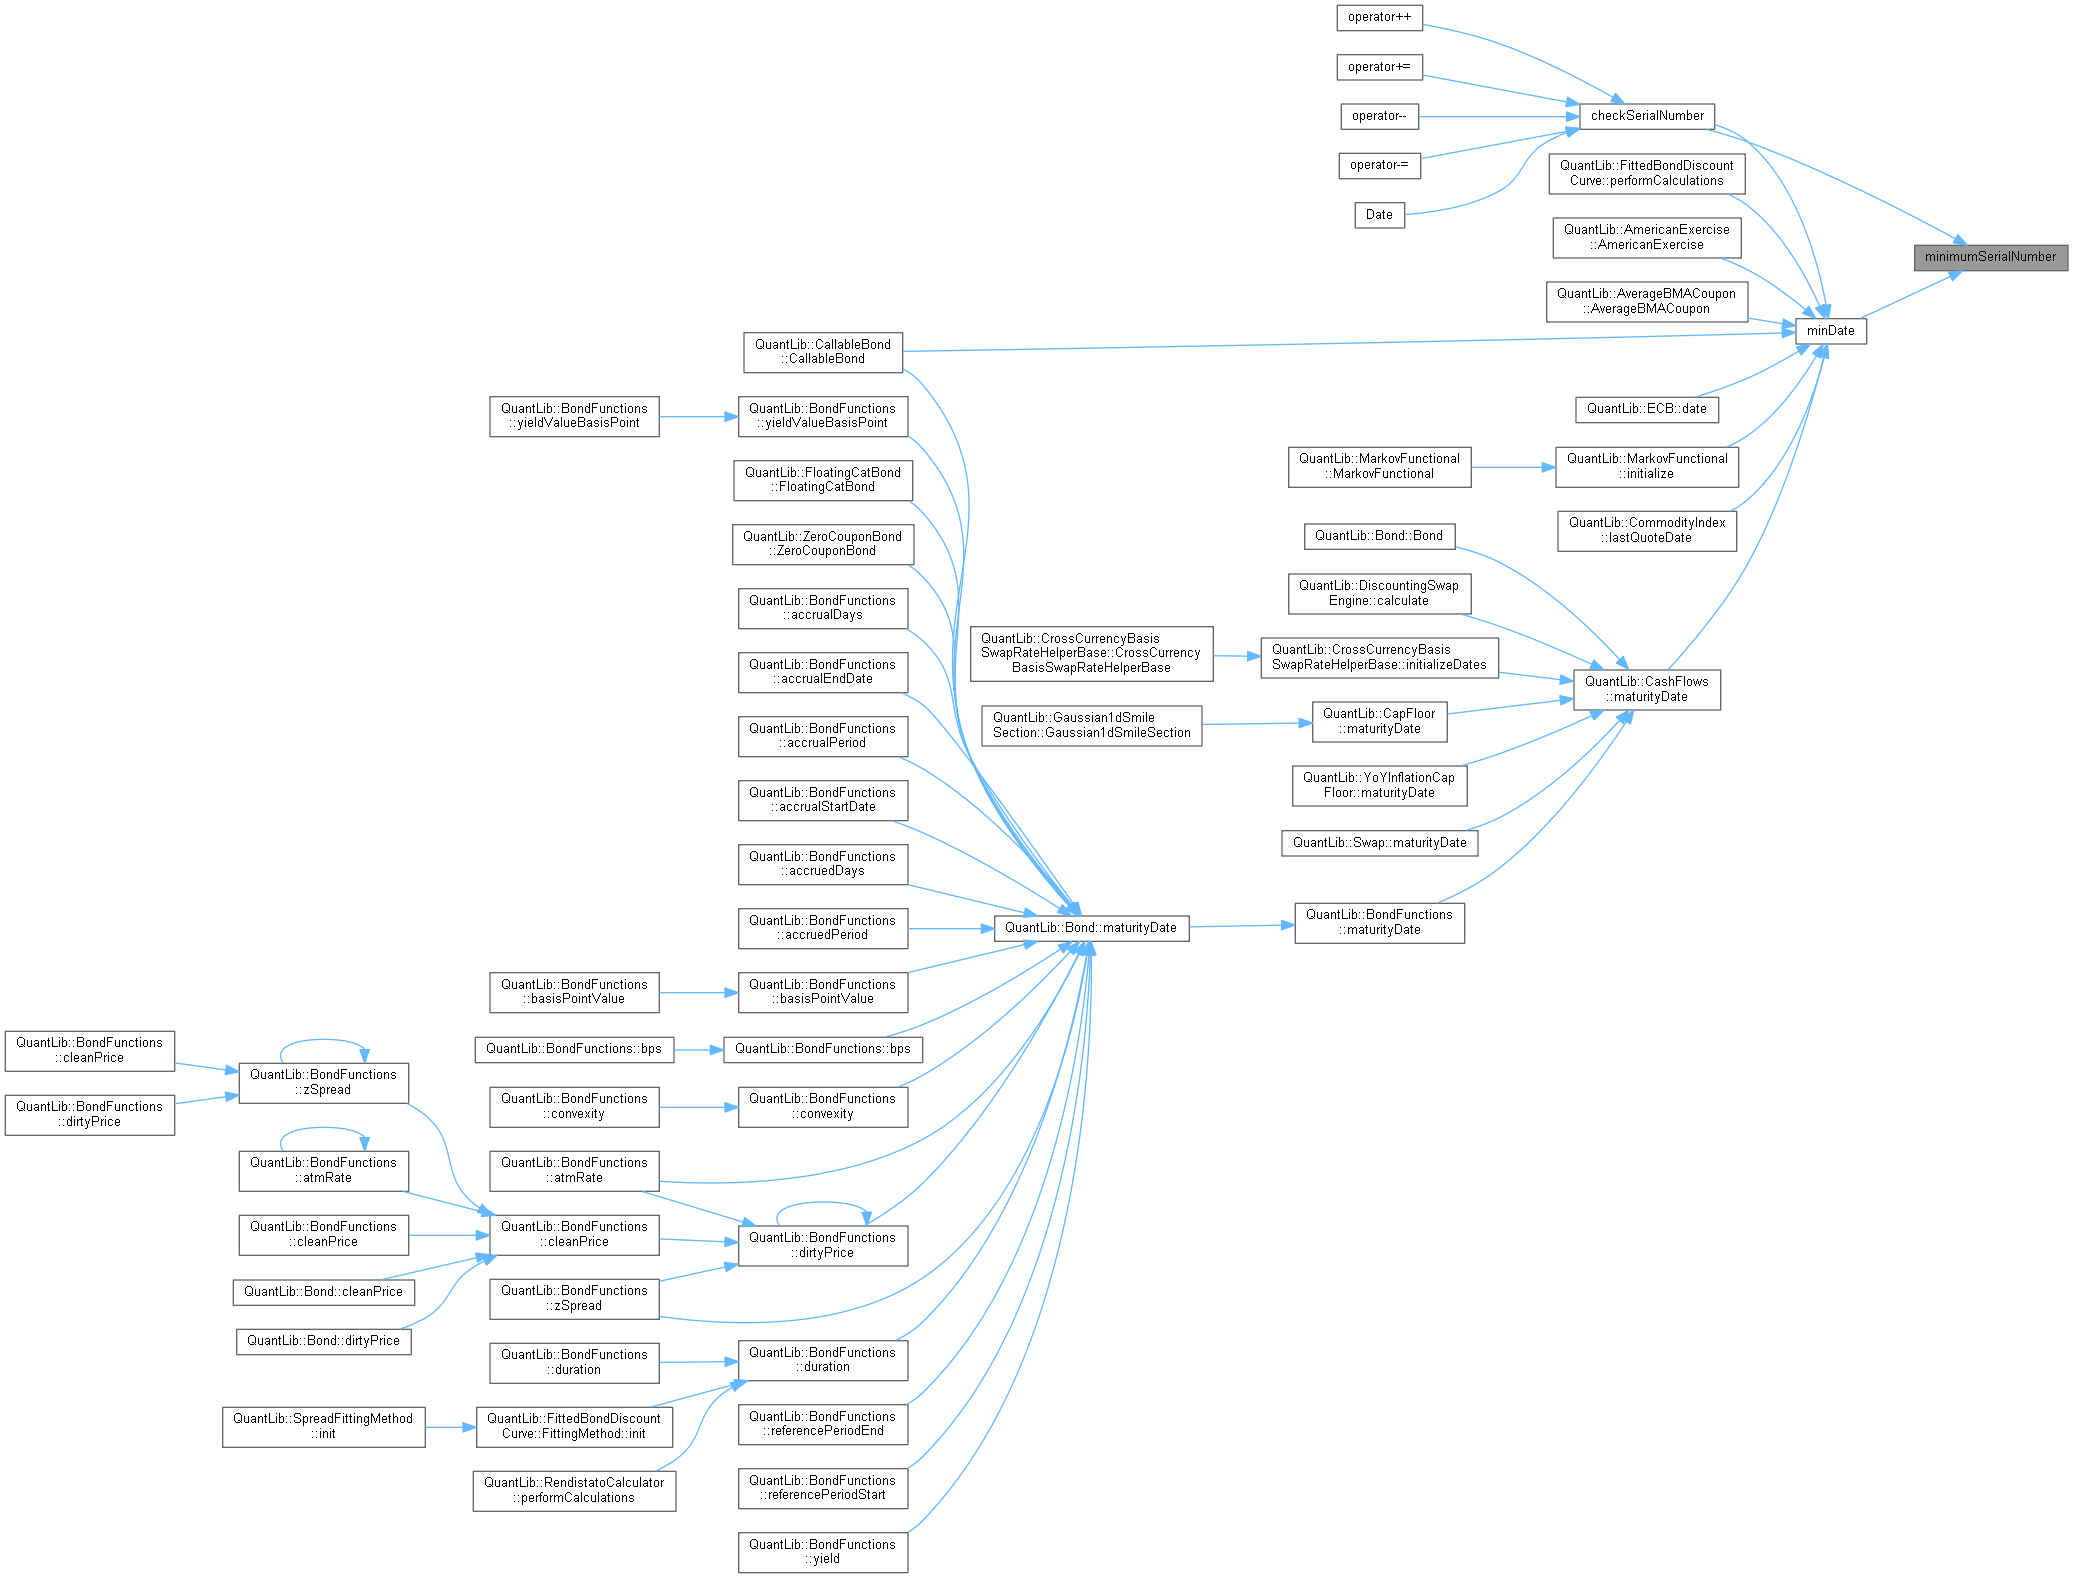 operator++
operator+=
operator--
operator-=
Date
checkSerialNumber
QuantLib::FittedBondDiscount
Curve::performCalculations
QuantLib::AmericanExercise
::AmericanExercise
QuantLib::AverageBMACoupon
::AverageBMACoupon
minimumSerialNumber
minDate
QuantLib::ECB::date
QuantLib::MarkovFunctional
::initialize
QuantLib::MarkovFunctional
::MarkovFunctional
QuantLib::CommodityIndex
::lastQuoteDate
QuantLib::CashFlows
::maturityDate
QuantLib::Bond::Bond
QuantLib::DiscountingSwap
Engine::calculate
QuantLib::CrossCurrencyBasis
SwapRateHelperBase::initializeDates
QuantLib::CrossCurrencyBasis
SwapRateHelperBase::CrossCurrency
BasisSwapRateHelperBase
QuantLib::CapFloor
::maturityDate
QuantLib::Gaussian1dSmile
Section::Gaussian1dSmileSection
QuantLib::YoYInflationCap
Floor::maturityDate
QuantLib::Swap::maturityDate
QuantLib::BondFunctions
::maturityDate
QuantLib::Bond::maturityDate
QuantLib::CallableBond
::CallableBond
QuantLib::BondFunctions
::yieldValueBasisPoint
QuantLib::BondFunctions
::yieldValueBasisPoint
QuantLib::FloatingCatBond
::FloatingCatBond
QuantLib::ZeroCouponBond
::ZeroCouponBond
QuantLib::BondFunctions
::accrualDays
QuantLib::BondFunctions
::accrualEndDate
QuantLib::BondFunctions
::accrualPeriod
QuantLib::BondFunctions
::accrualStartDate
QuantLib::BondFunctions
::accruedDays
QuantLib::BondFunctions
::accruedPeriod
QuantLib::BondFunctions
::basisPointValue
QuantLib::BondFunctions
::basisPointValue
QuantLib::BondFunctions::bps
QuantLib::BondFunctions::bps
QuantLib::BondFunctions
::convexity
QuantLib::BondFunctions
::convexity
QuantLib::BondFunctions
::atmRate
QuantLib::BondFunctions
::dirtyPrice
QuantLib::BondFunctions
::cleanPrice
QuantLib::BondFunctions
::zSpread
QuantLib::BondFunctions
::cleanPrice
QuantLib::BondFunctions
::dirtyPrice
QuantLib::BondFunctions
::zSpread
QuantLib::BondFunctions
::atmRate
QuantLib::BondFunctions
::cleanPrice
QuantLib::Bond::cleanPrice
QuantLib::Bond::dirtyPrice
QuantLib::BondFunctions
::duration
QuantLib::BondFunctions
::duration
QuantLib::FittedBondDiscount
Curve::FittingMethod::init
QuantLib::SpreadFittingMethod
::init
QuantLib::RendistatoCalculator
::performCalculations
QuantLib::BondFunctions
::referencePeriodEnd
QuantLib::BondFunctions
::referencePeriodStart
QuantLib::BondFunctions
::yield